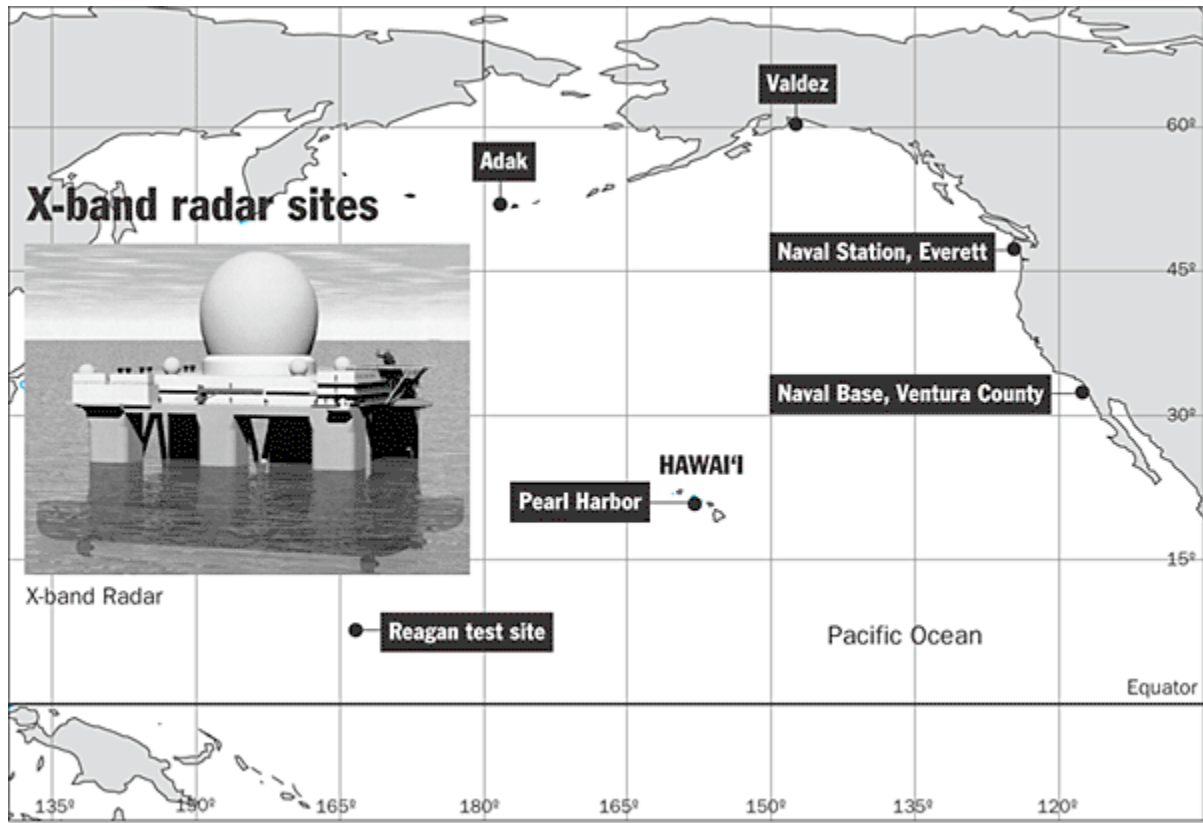 Valdez
60º
Adak
X-band radar sites
Naval Station, Everett
45º
Naval Base, Ventura County
30º
HAWAI‘I
Pearl Harbor
15º
X-band Radar
Reagan test site
Pacific Ocean
Equator
135º 150º 165º 180º 165º 150º 135º 120º